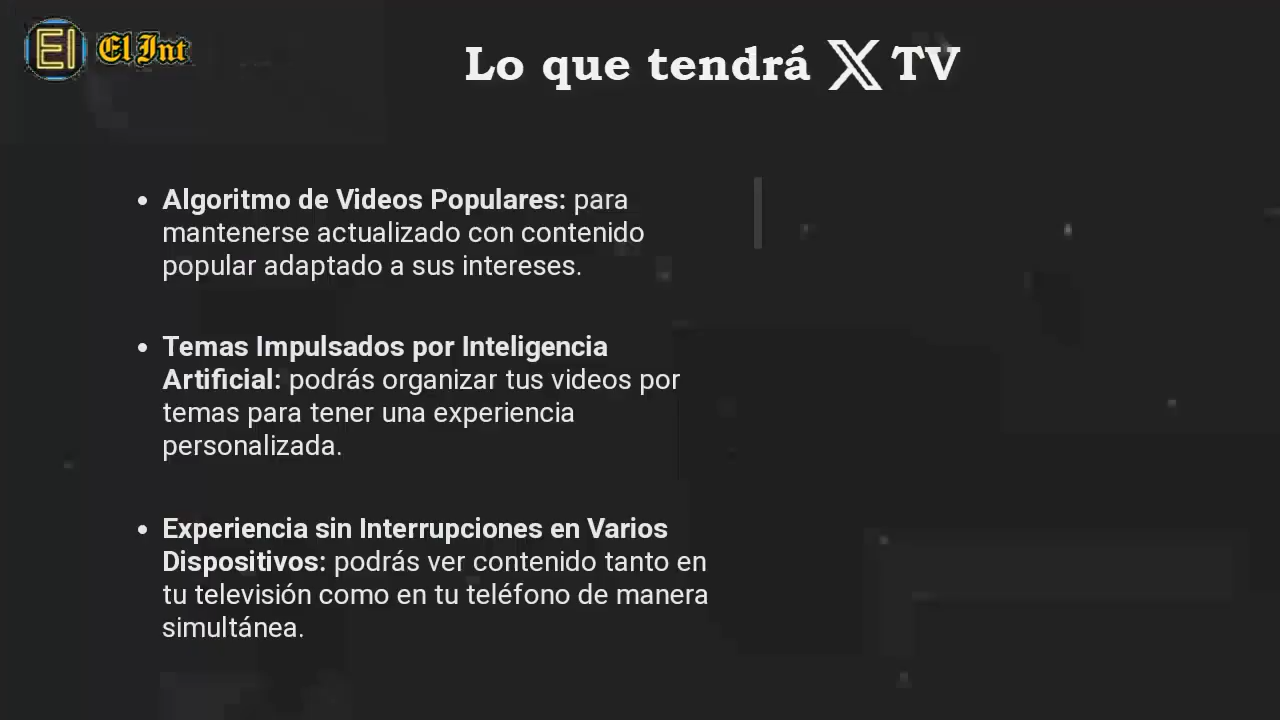 EI El Int
Lo que tendrá X TV
• Algoritmo de Videos Populares: para
mantenerse actualizado con contenido
popular adaptado a sus intereses.
• Temas Impulsados por Inteligencia
Artificial: podrás organizar tus videos por
temas para tener una experiencia
personalizada.
• Experiencia sin Interrupciones en Varios
Dispositivos: podrás ver contenido tanto en
tu televisión como en tu teléfono de manera
simultánea.